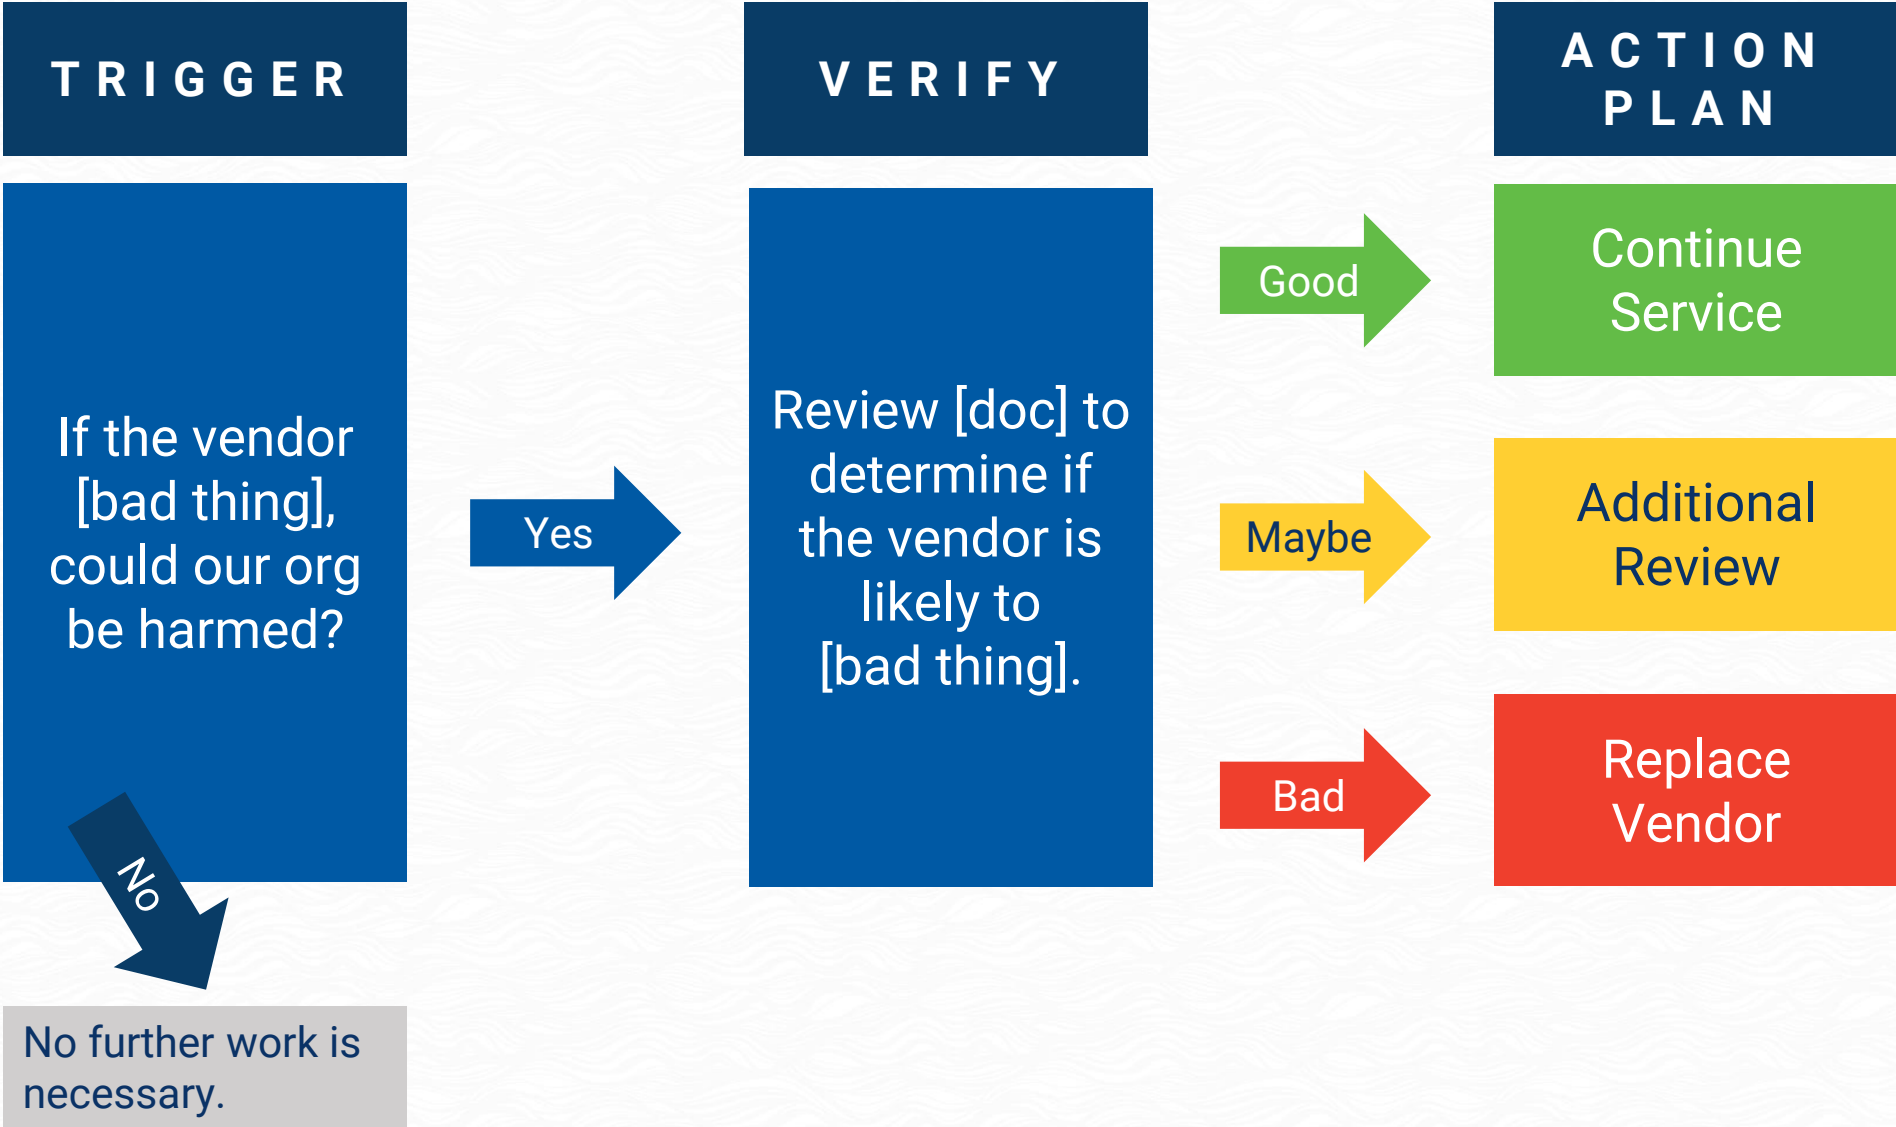 TRIGGER
If the vendor
[bad thing],
could our org
be harmed?
No
No further work is
necessary.
Yes
VERIFY
Review [doc] to
determine if
the vendor is
likely to
[bad thing].
Good
Maybe
Bad
ACTION
PLAN
Continue
Service
Additional
Review
Replace
Vendor